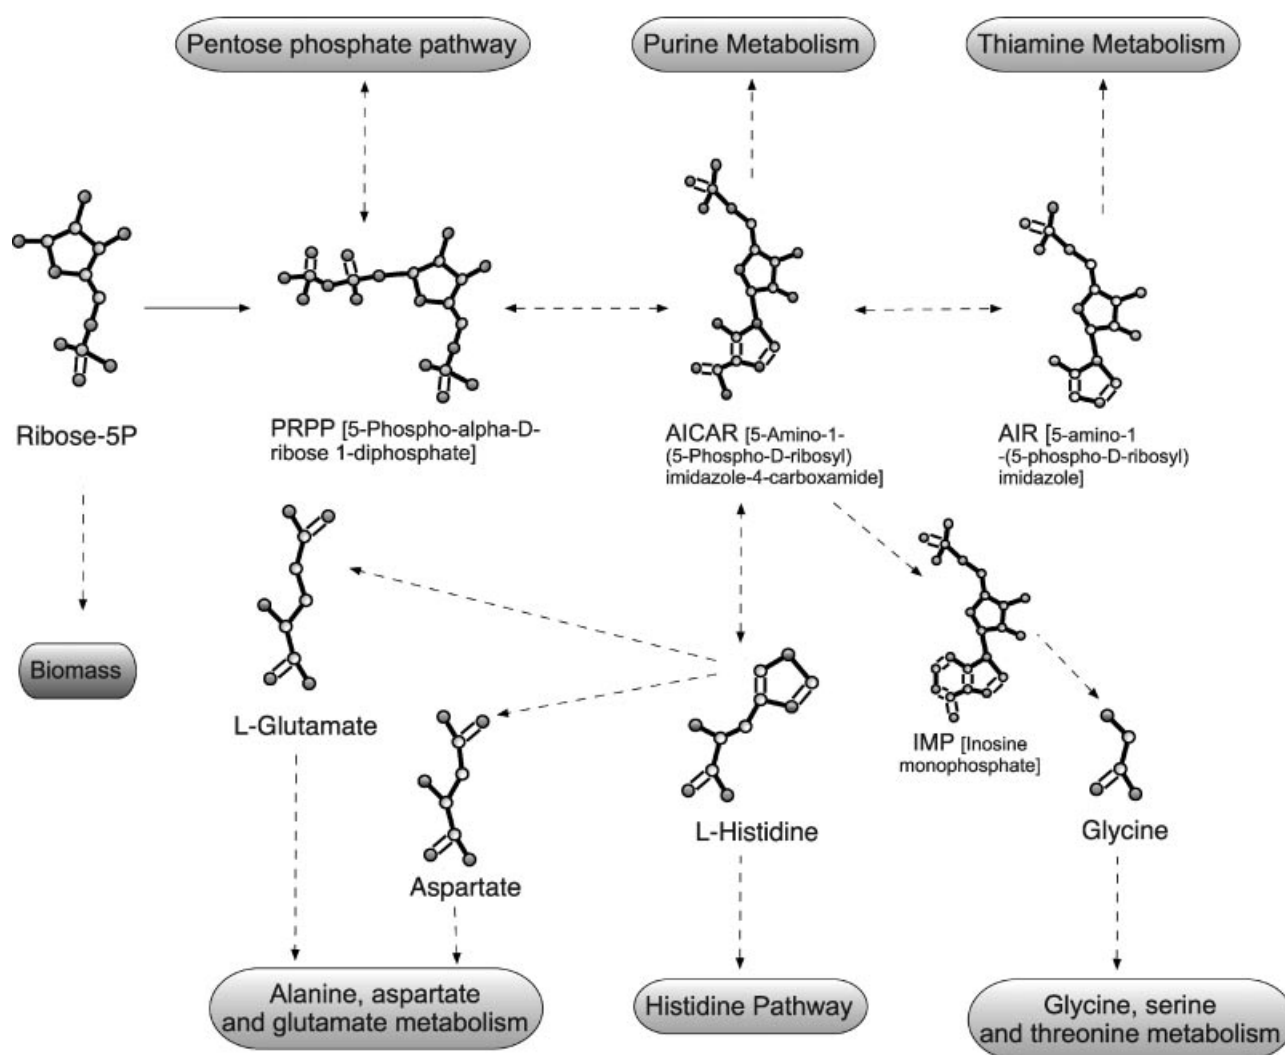 Pentose phosphate pathway
Purine Metabolism
Thiamine Metabolism
Ribose-5P
PRPP [5-Phospho-alpha-D-
ribose 1-diphosphate]
AICAR [5-Amino-1-
(5-Phospho-D-ribosyl)
imidazole-4-carboxamide]
AIR [5-amino-1
-(5-phospho-D-ribosyl)
imidazole]
Biomass
L-Glutamate
Aspartate
L-Histidine
IMP [Inosine
monophosphate]
Glycine
Alanine, aspartate
and glutamate metabolism
Histidine Pathway
Glycine, serine
and threonine metabolism